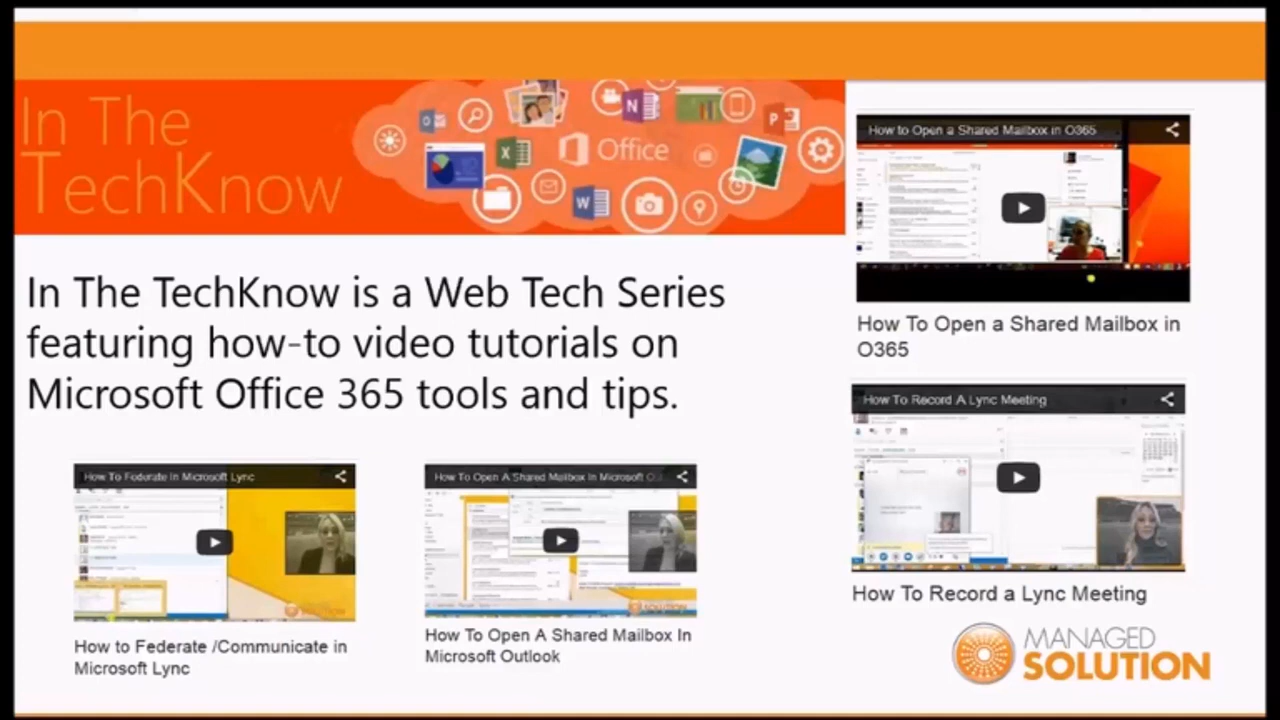 In The
TechKnow
Office
In The TechKnow is a Web Tech Series
featuring how-to video tutorials on
Microsoft Office 365 tools and tips.
How to Open a Shared Mailbox in O365
How To Open a Shared Mailbox in
O365
How To Record A Lync Meeting
How To Record a Lync Meeting
How To Federate In Microsoft Lync
How to Federate /Communicate in
Microsoft Lync
How To Open A Shared Mailbox In Microsoft
How To Open A Shared Mailbox In
Microsoft Outlook
MANAGED
SOLUTION